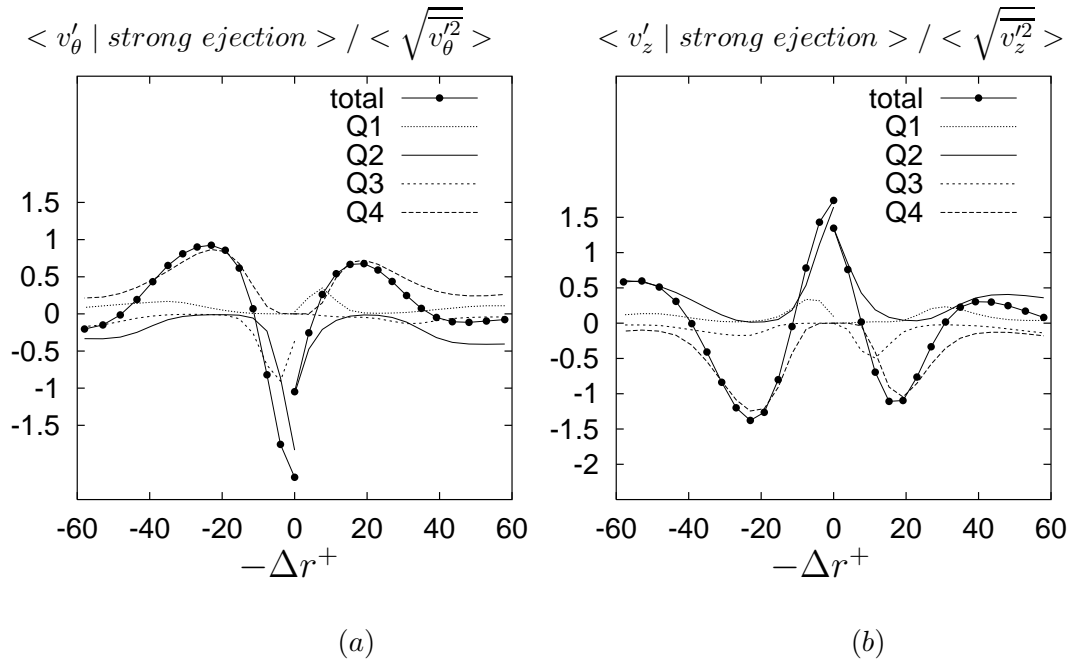 < v′_θ | strong ejection > / < √(v′²_θ) >
total
Q1
Q2
Q3
Q4
1.5
1
0.5
0
-0.5
-1
-1.5
-60 -40 -20 0 20 40 60
−Δr⁺
(a)
< v′_z | strong ejection > / < √(v′²_z) >
total
Q1
Q2
Q3
Q4
1.5
1
0.5
0
-0.5
-1
-1.5
-2
-60 -40 -20 0 20 40 60
−Δr⁺
(b)